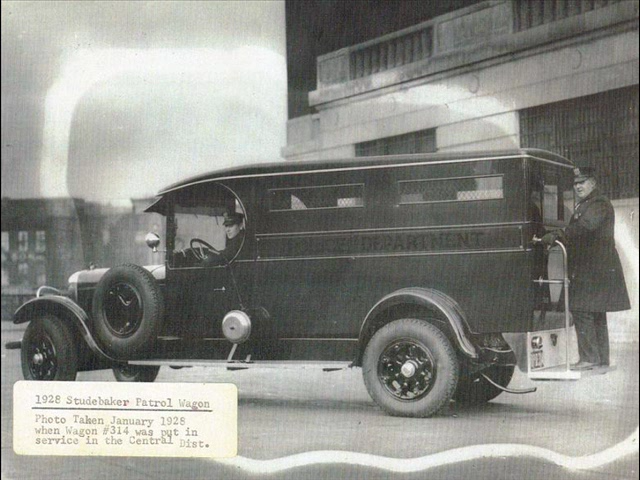 POLICE DEPARTMENT
1928 Studebaker Patrol Wagon
Photo Taken January 1928
when Wagon #314 was put in
service in the Central Dist.